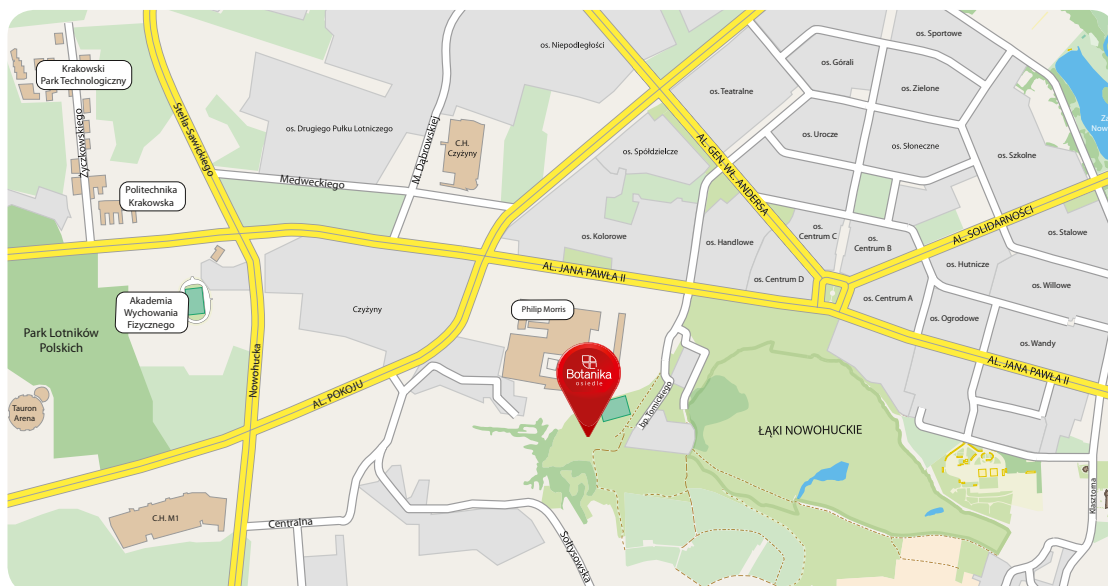 os. Sportowe
os. Niepodległości
os. Górali
Krakowski
Park Technologiczny
os. Zielone
os. Teatralne
Stella-Sawickiego
Życzkowskiego
os. Drugiego Pułku Lotniczego
C.H.
Czyżyny
M. Dąbrowskiej
os. Urocze
os. Słoneczne
os. Spółdzielcze
AL. GEN. WŁ. ANDERSA
os. Szkolne
Medweckiego
Politechnika
Krakowska
AL. SOLIDARNOŚCI
os. Kolorowe
os. Handlowe
os.
Centrum C
os.
Centrum B
os. Stalowe
AL. JANA PAWŁA II
os. Centrum D
os. Hutnicze
os. Willowe
os. Centrum A
Akademia
Wychowania
Fizycznego
Czyżyny
Philip Morris
os. Ogrodowe
os. Wandy
Park Lotników
Polskich
AL. JANA PAWŁA II
Botanika
osiedle
Nowohucka
AL. POKOJU
bp. Tomickiego
Tauron
Arena
ŁĄKI NOWOHUCKIE
Klasztorna
C.H. M1
Centralna
Sołtysowska